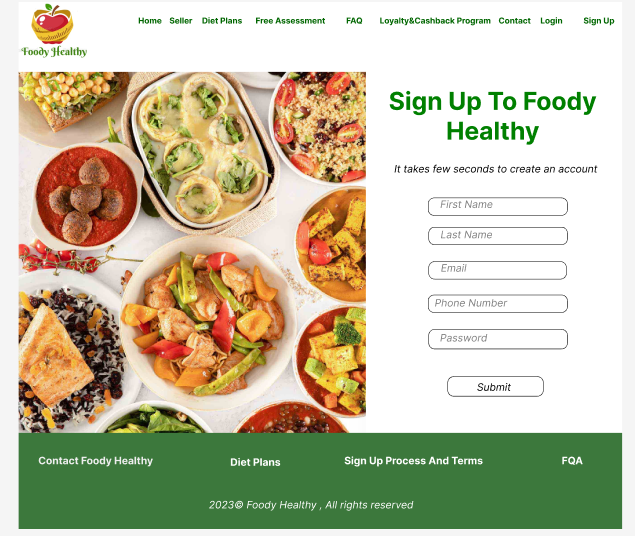 Home Seller Diet Plans Free Assessment FAQ Loyalty&Cashback Program Contact Login Sign Up
Foody Healthy
Sign Up To Foody
Healthy
It takes few seconds to create an account
First Name
Last Name
Email
Phone Number
Password
Submit
Contact Foody Healthy Diet Plans Sign Up Process And Terms FQA
2023© Foody Healthy , All rights reserved